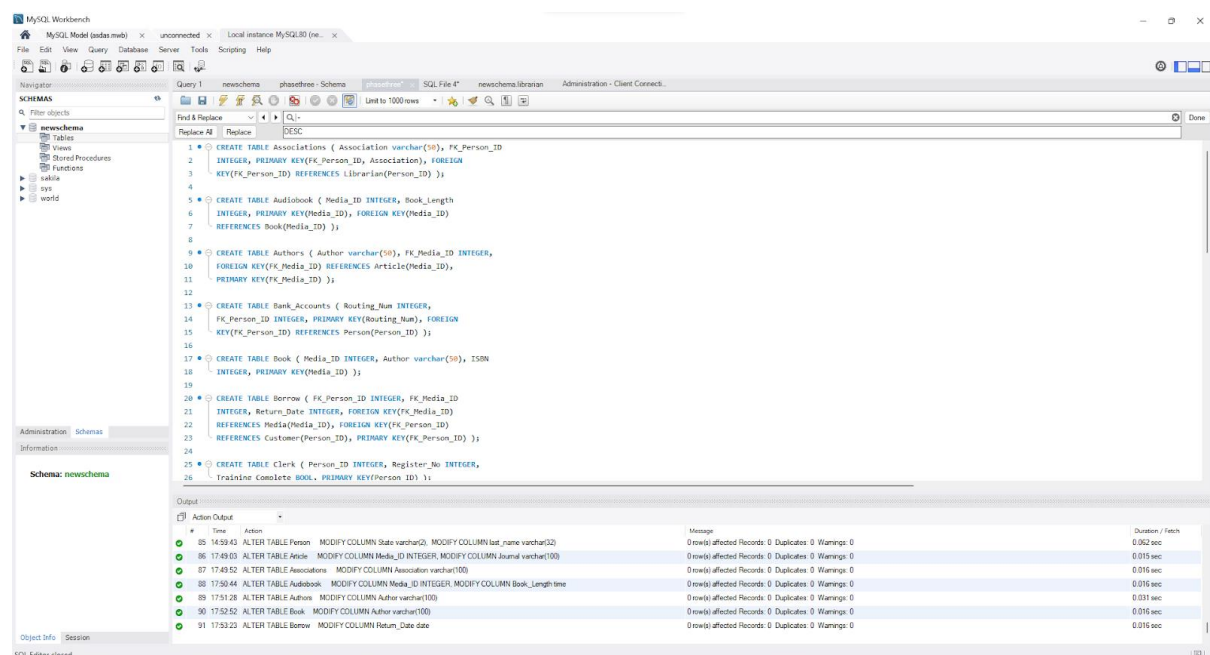 MySQL Workbench
MySQL Model (asdas.mwb) × unconnected × Local instance MySQL80 (ne... ×
File Edit View Query Database Server Tools Scripting Help
Navigator
Query 1 newschema phasethree - Schema phasethree* × SQL File 4* newschema.librarian Administration - Client Connecti...
SCHEMAS
Limit to 1000 rows
Filter objects
Find & Replace
Done
Replace All Replace DESC
newschema
Tables
Views
Stored Procedures
Functions
sakila
sys
world
1 CREATE TABLE Associations ( Association varchar(50), FK_Person_ID
2 INTEGER, PRIMARY KEY(FK_Person_ID, Association), FOREIGN
3 KEY(FK_Person_ID) REFERENCES Librarian(Person_ID) );
4
5 CREATE TABLE Audiobook ( Media_ID INTEGER, Book_Length
6 INTEGER, PRIMARY KEY(Media_ID), FOREIGN KEY(Media_ID)
7 REFERENCES Book(Media_ID) );
8
9 CREATE TABLE Authors ( Author varchar(50), FK_Media_ID INTEGER,
10 FOREIGN KEY(FK_Media_ID) REFERENCES Article(Media_ID),
11 PRIMARY KEY(FK_Media_ID) );
12
13 CREATE TABLE Bank_Accounts ( Routing_Num INTEGER,
14 FK_Person_ID INTEGER, PRIMARY KEY(Routing_Num), FOREIGN
15 KEY(FK_Person_ID) REFERENCES Person(Person_ID) );
16
17 CREATE TABLE Book ( Media_ID INTEGER, Author varchar(50), ISBN
18 INTEGER, PRIMARY KEY(Media_ID) );
19
20 CREATE TABLE Borrow ( FK_Person_ID INTEGER, FK_Media_ID
21 INTEGER, Return_Date INTEGER, FOREIGN KEY(FK_Media_ID)
22 REFERENCES Media(Media_ID), FOREIGN KEY(FK_Person_ID)
23 REFERENCES Customer(Person_ID), PRIMARY KEY(FK_Person_ID) );
24
25 CREATE TABLE Clerk ( Person_ID INTEGER, Register_No INTEGER,
26 Training_Complete BOOL, PRIMARY KEY(Person_ID) );
Administration Schemas
Information
Schema: newschema
Output
Action Output
# Time Action Message Duration / Fetch
85 14:59:43 ALTER TABLE Person MODIFY COLUMN State varchar(2), MODIFY COLUMN last_name varchar(32) 0 row(s) affected Records: 0 Duplicates: 0 Warnings: 0 0.062 sec
86 17:49:03 ALTER TABLE Article MODIFY COLUMN Media_ID INTEGER, MODIFY COLUMN Journal varchar(100) 0 row(s) affected Records: 0 Duplicates: 0 Warnings: 0 0.015 sec
87 17:49:52 ALTER TABLE Associations MODIFY COLUMN Association varchar(100) 0 row(s) affected Records: 0 Duplicates: 0 Warnings: 0 0.016 sec
88 17:50:44 ALTER TABLE Audiobook MODIFY COLUMN Media_ID INTEGER, MODIFY COLUMN Book_Length time 0 row(s) affected Records: 0 Duplicates: 0 Warnings: 0 0.016 sec
89 17:51:28 ALTER TABLE Authors MODIFY COLUMN Author varchar(100) 0 row(s) affected Records: 0 Duplicates: 0 Warnings: 0 0.031 sec
90 17:52:52 ALTER TABLE Book MODIFY COLUMN Author varchar(100) 0 row(s) affected Records: 0 Duplicates: 0 Warnings: 0 0.016 sec
91 17:53:23 ALTER TABLE Borrow MODIFY COLUMN Return_Date date 0 row(s) affected Records: 0 Duplicates: 0 Warnings: 0 0.016 sec
Object Info Session
SQL Editor closed